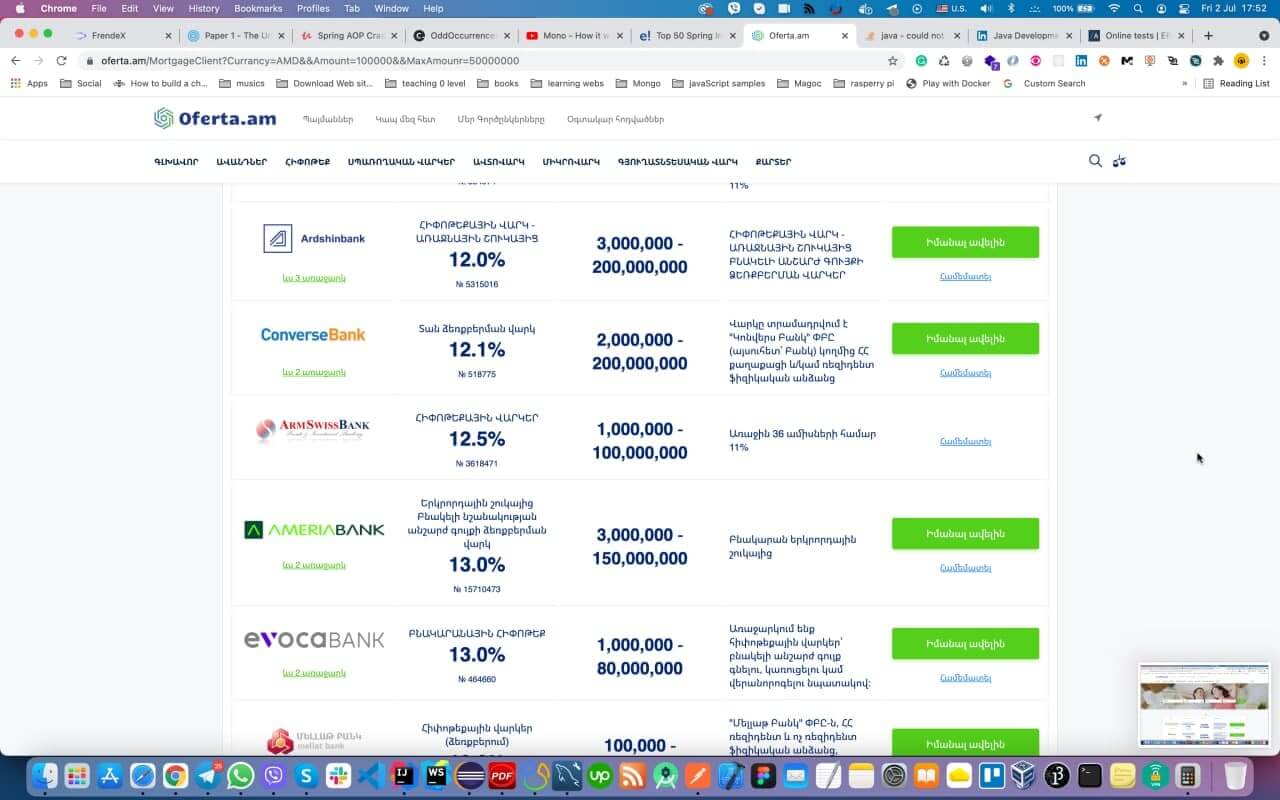 Chrome File Edit View History Bookmarks Profiles Tab Window Help U.S. 100% Fri 2 Jul 17:52
FrendeX Paper 1 - The Ur Spring AOP Cras OddOccurrence Mono - How it w Top 50 Spring In Oferta.am java - could not Java Developme Online tests | EP
oferta.am/MortgageClient?Currancy=AMD&&Amount=100000&&MaxAmounr=50000000
Apps Social How to build a ch... musics Download Web sit... teaching 0 level books learning webs Mongo javaScript samples Magoc rasperry pi Play with Docker Custom Search » Reading List
Oferta.am Պայմաններ Կապ մեզ հետ Մեր Գործընկերները Օգտակար հոդվածներ
ԳԼԽԱՎՈՐ ԱՎԱՆԴՆԵՐ ՀԻՓՈԹԵՔ ՍՊԱՌՈՂԱԿԱՆ ՎԱՐԿԵՐ ԱՎՏՈՎԱՐԿ ՄԻԿՐՈՎԱՐԿ ԳՅՈՒՂԱՏՆՏԵՍԱԿԱՆ ՎԱՐԿ ՔԱՐՏԵՐ
11%
Ardshinbank
ևս 3 առաջարկ
ՀԻՓՈԹԵՔԱՅԻՆ ՎԱՐԿ -
ԱՌԱՋՆԱՅԻՆ ՇՈՒԿԱՅԻՑ
12.0%
№ 5315016
3,000,000 -
200,000,000
ՀԻՓՈԹԵՔԱՅԻՆ ՎԱՐԿ -
ԱՌԱՋՆԱՅԻՆ ՇՈՒԿԱՅԻՑ
ԲՆԱԿԵԼԻ ԱՆՇԱՐԺ ԳՈՒՅՔԻ
ՁԵՌՔԲԵՐՄԱՆ ՎԱՐԿԵՐ
Իմանալ ավելին
Համեմատել
ConverseBank
ևս 2 առաջարկ
Տան ձեռքբերման վարկ
12.1%
№ 518775
2,000,000 -
200,000,000
Վարկը տրամադրվում է
"Կոնվերս Բանկ" ՓԲԸ
(այսուհետ՝ Բանկ) կողմից ՀՀ
քաղաքացի և/կամ ռեզիդենտ
ֆիզիկական անձանց
Իմանալ ավելին
Համեմատել
ARMSWISSBANK
ՀԻՓՈԹԵՔԱՅԻՆ ՎԱՐԿԵՐ
12.5%
№ 3618471
1,000,000 -
100,000,000
Առաջին 36 ամիսների համար
11%
Համեմատել
AMERIABANK
ևս 2 առաջարկ
Երկրորդային շուկայից
Բնակելի նշանակության
անշարժ գույքի ձեռքբերման
վարկ
13.0%
№ 15710473
3,000,000 -
150,000,000
Բնակարան երկրորդային
շուկայից
Իմանալ ավելին
Համեմատել
evocaBANK
ևս 2 առաջարկ
ԲՆԱԿԱՐԱՆԱՅԻՆ ՀԻՓՈԹԵՔ
13.0%
№ 464660
1,000,000 -
80,000,000
Առաջարկում ենք
հիփոթեքային վարկեր՝
բնակելի անշարժ գույք
գնելու, կառուցելու կամ
վերանորոգելու նպատակով:
Իմանալ ավելին
Համեմատել
ՄԵԼԼԱԹ ԲԱՆԿ
mellat bank
Հիփոթեքային վարկեր
(ձեռքբերում)
100,000 -
"Մելլաթ Բանկ" ՓԲԸ-ն, ՀՀ
ռեզիդենտ և ոչ ռեզիդենտ
ֆիզիկական անձանց,
Իմանալ ավելին